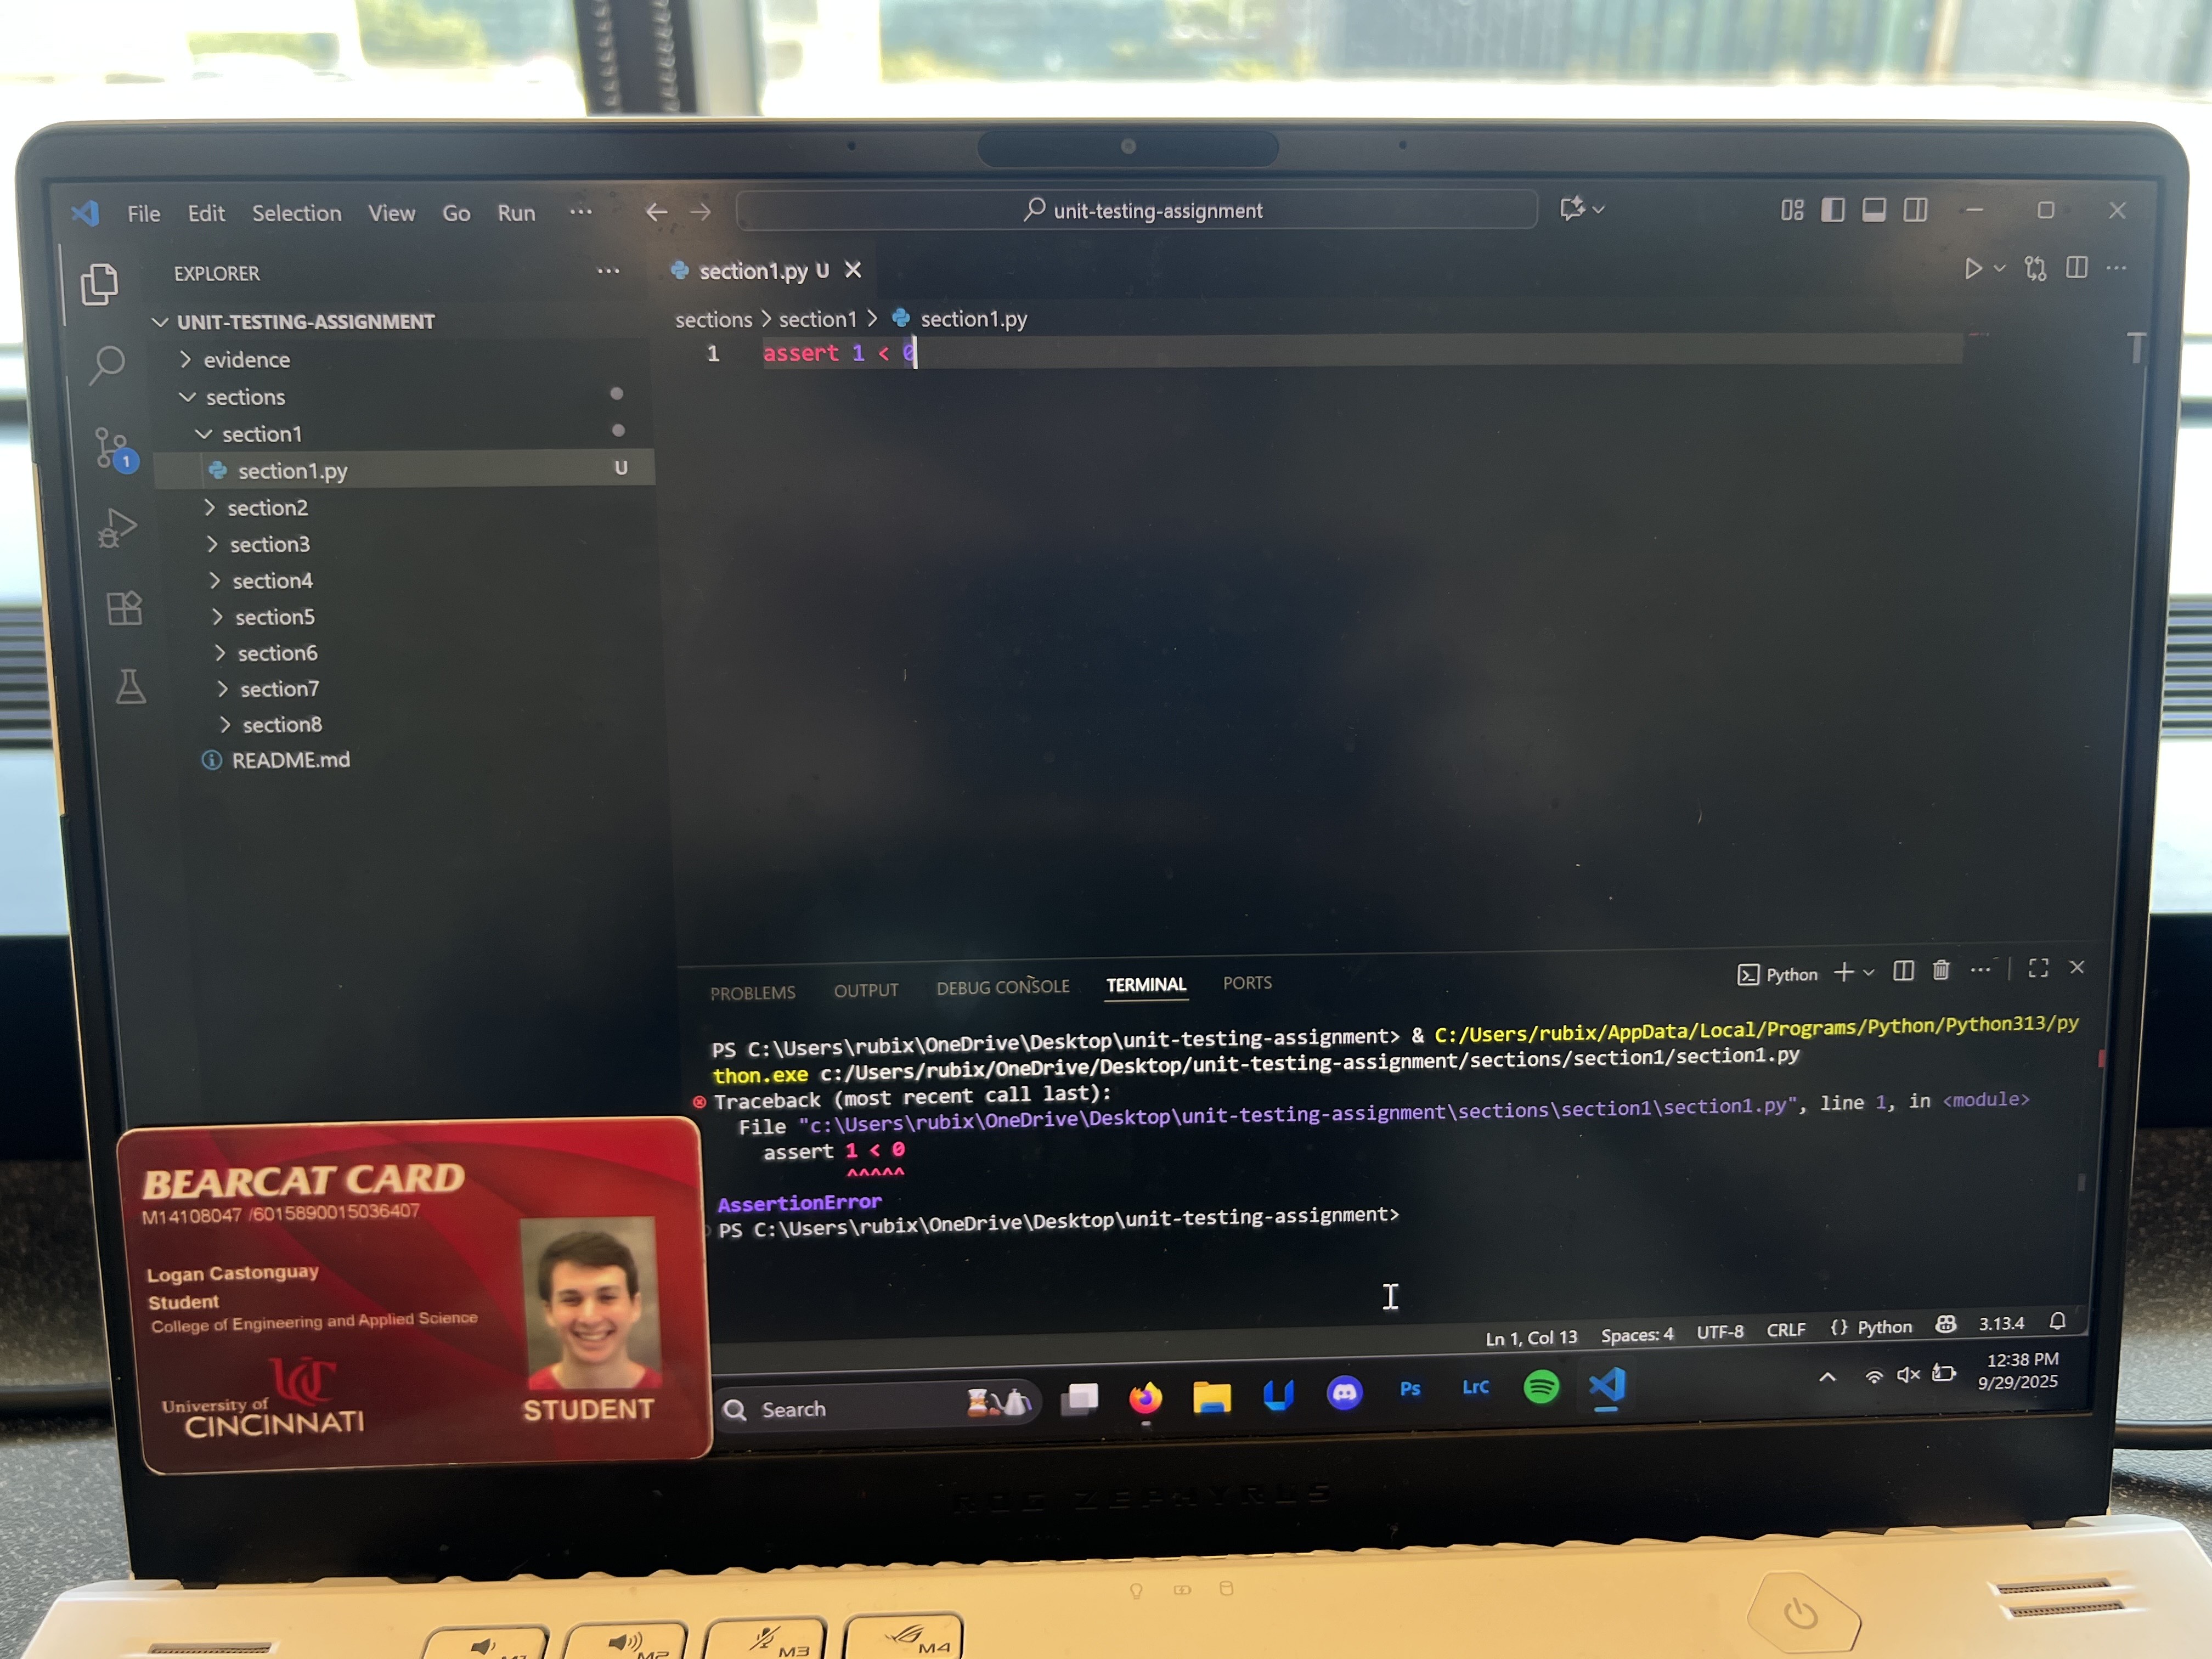 File Edit Selection View Go Run ... unit-testing-assignment
EXPLORER ...
section1.py U
UNIT-TESTING-ASSIGNMENT
evidence
sections
section1
section1.py U
section2
section3
section4
section5
section6
section7
section8
README.md
1
sections > section1 > section1.py
1 assert 1 < 0
PROBLEMS OUTPUT DEBUG CONSOLE TERMINAL PORTS
Python
PS C:\Users\rubix\OneDrive\Desktop\unit-testing-assignment> & C:/Users/rubix/AppData/Local/Programs/Python/Python313/py
thon.exe c:/Users/rubix/OneDrive/Desktop/unit-testing-assignment/sections/section1/section1.py
Traceback (most recent call last):
File "c:\Users\rubix\OneDrive\Desktop\unit-testing-assignment\sections\section1\section1.py", line 1, in <module>
assert 1 < 0
^^^^^
AssertionError
PS C:\Users\rubix\OneDrive\Desktop\unit-testing-assignment>
Ln 1, Col 13 Spaces: 4 UTF-8 CRLF {} Python 3.13.4
Search
Ps LrC
12:38 PM
9/29/2025
BEARCAT CARD
M14108047 /6015890015036407
Logan Castonguay
Student
College of Engineering and Applied Science
UC
University of
CINCINNATI
STUDENT
ROG ZEPHYRUS
M2 M3 M4